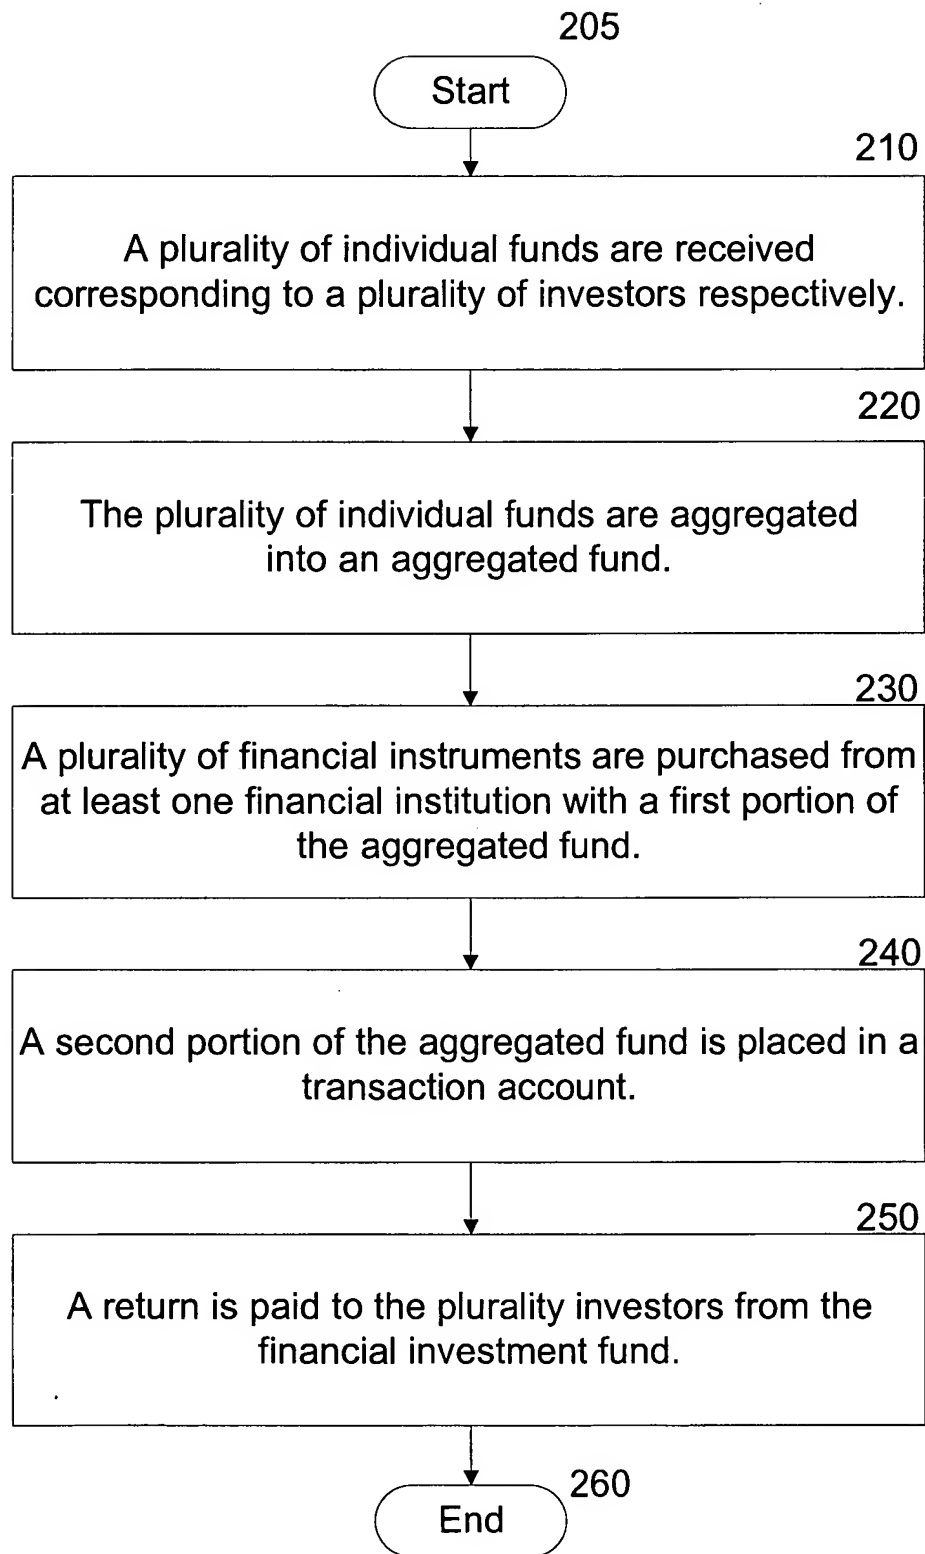 205
Start
210
A plurality of individual funds are received
corresponding to a plurality of investors respectively.
220
The plurality of individual funds are aggregated
into an aggregated fund.
230
A plurality of financial instruments are purchased from
at least one financial institution with a first portion of
the aggregated fund.
240
A second portion of the aggregated fund is placed in a
transaction account.
250
A return is paid to the plurality investors from the
financial investment fund.
260
End